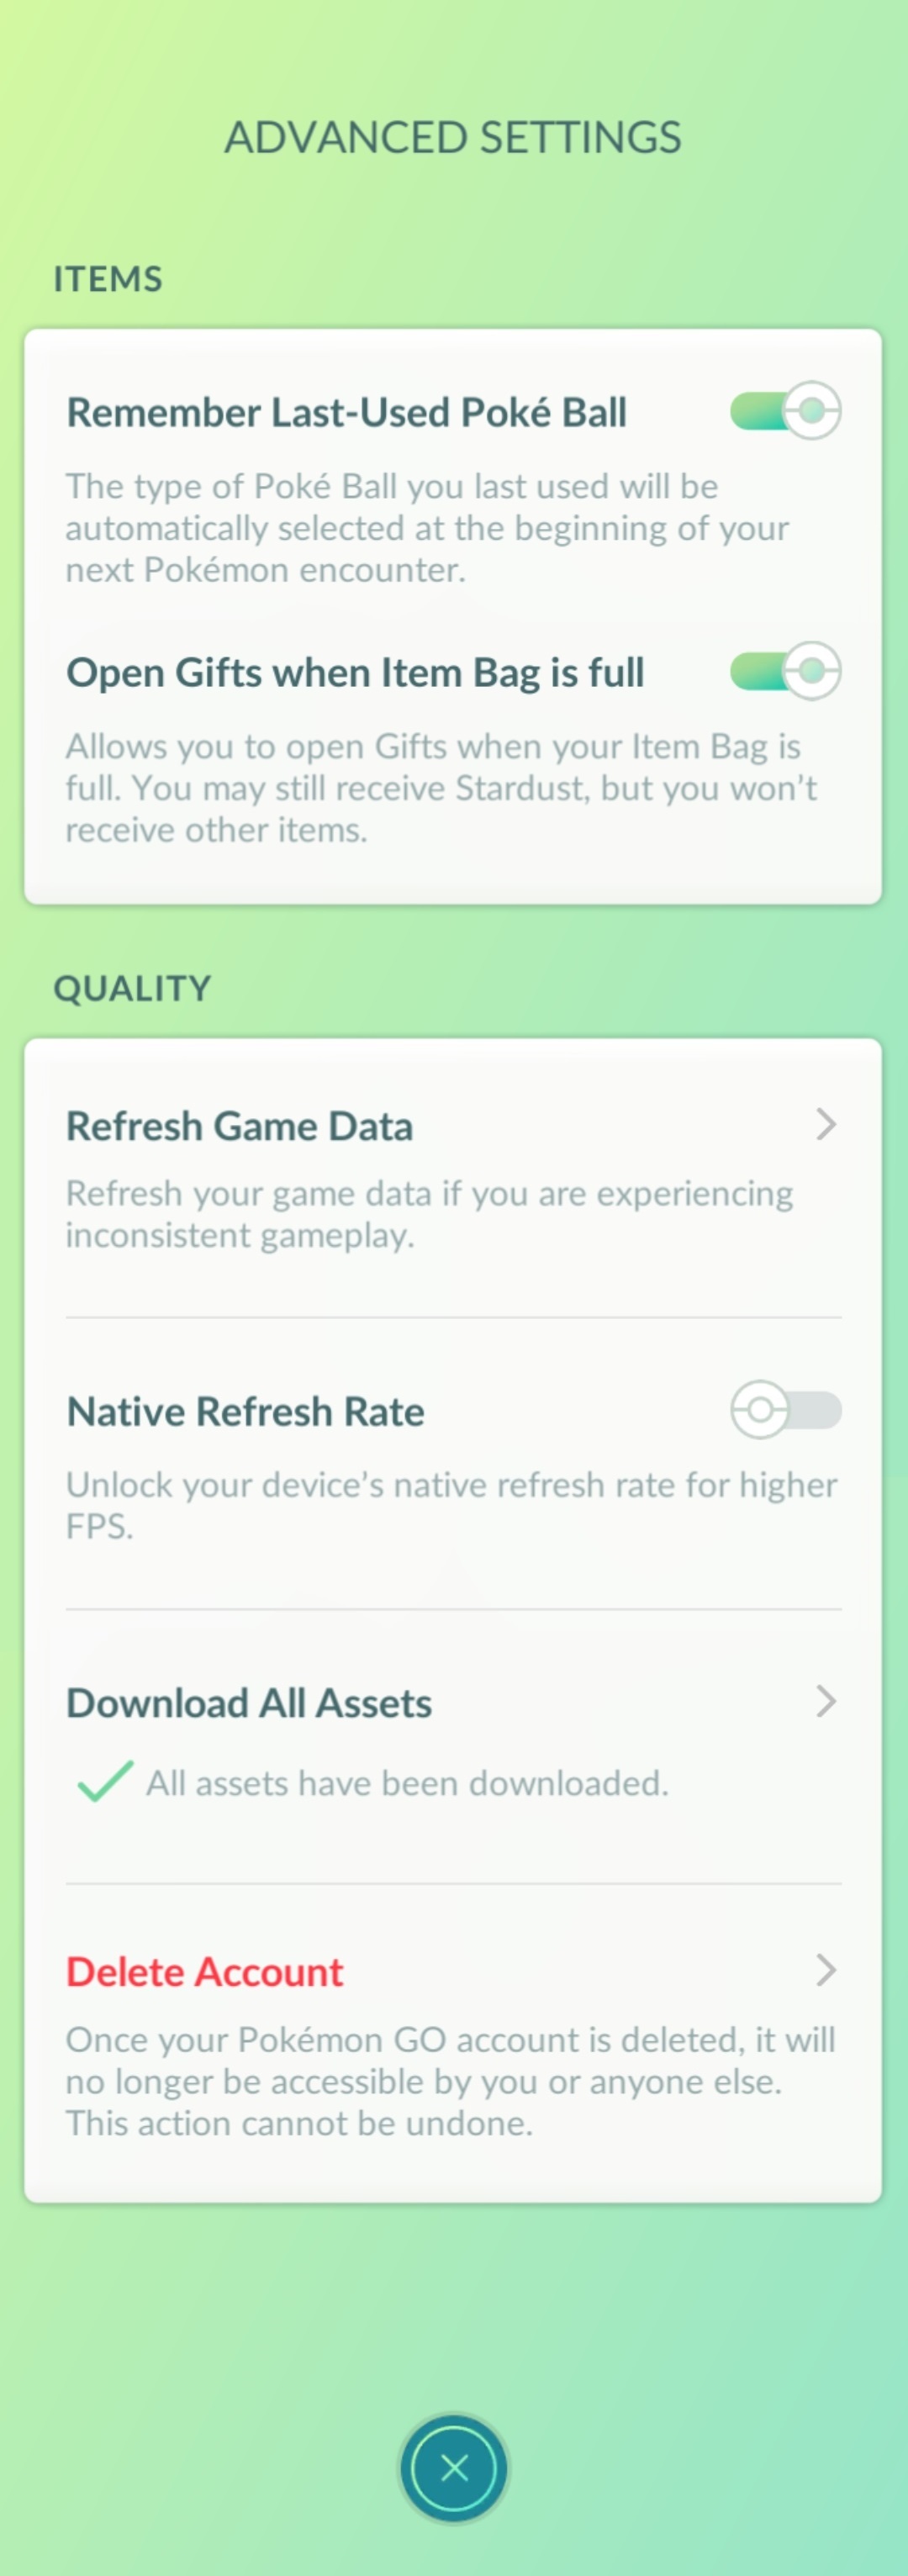 ADVANCED SETTINGS
ITEMS
Remember Last-Used Poké Ball
The type of Poké Ball you last used will be
automatically selected at the beginning of your
next Pokémon encounter.
Open Gifts when Item Bag is full
Allows you to open Gifts when your Item Bag is
full. You may still receive Stardust, but you won’t
receive other items.
QUALITY
Refresh Game Data
Refresh your game data if you are experiencing
inconsistent gameplay.
Native Refresh Rate
Unlock your device’s native refresh rate for higher
FPS.
Download All Assets
All assets have been downloaded.
Delete Account
Once your Pokémon GO account is deleted, it will
no longer be accessible by you or anyone else.
This action cannot be undone.